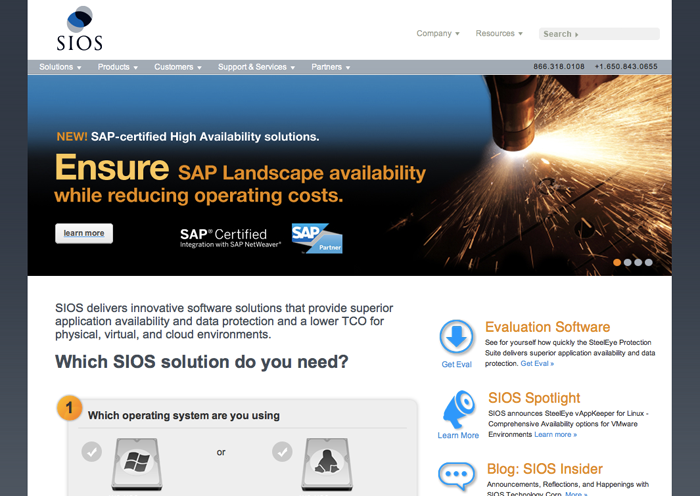 SIOS
Company
Resources
Search
Solutions
Products
Customers
Support & Services
Partners
866.318.0108 +1.650.843.0655
NEW! SAP-certified High Availability solutions.
Ensure SAP Landscape availability
while reducing operating costs.
learn more
SAP® Certified
Integration with SAP NetWeaver®
SAP
Partner
SIOS delivers innovative software solutions that provide superior
application availability and data protection and a lower TCO for
physical, virtual, and cloud environments.
Which SIOS solution do you need?
1
Which operating system are you using
or
Get Eval
Evaluation Software
See for yourself how quickly the SteelEye Protection
Suite delivers superior application availability and data
protection. Get Eval »
Learn More
SIOS Spotlight
SIOS announces SteelEye vAppKeeper for Linux -
Comprehensive Availability options for VMware
Environments Learn more »
Blog: SIOS Insider
Announcements, Reflections, and Happenings with
SIOS Technology Corp. More »